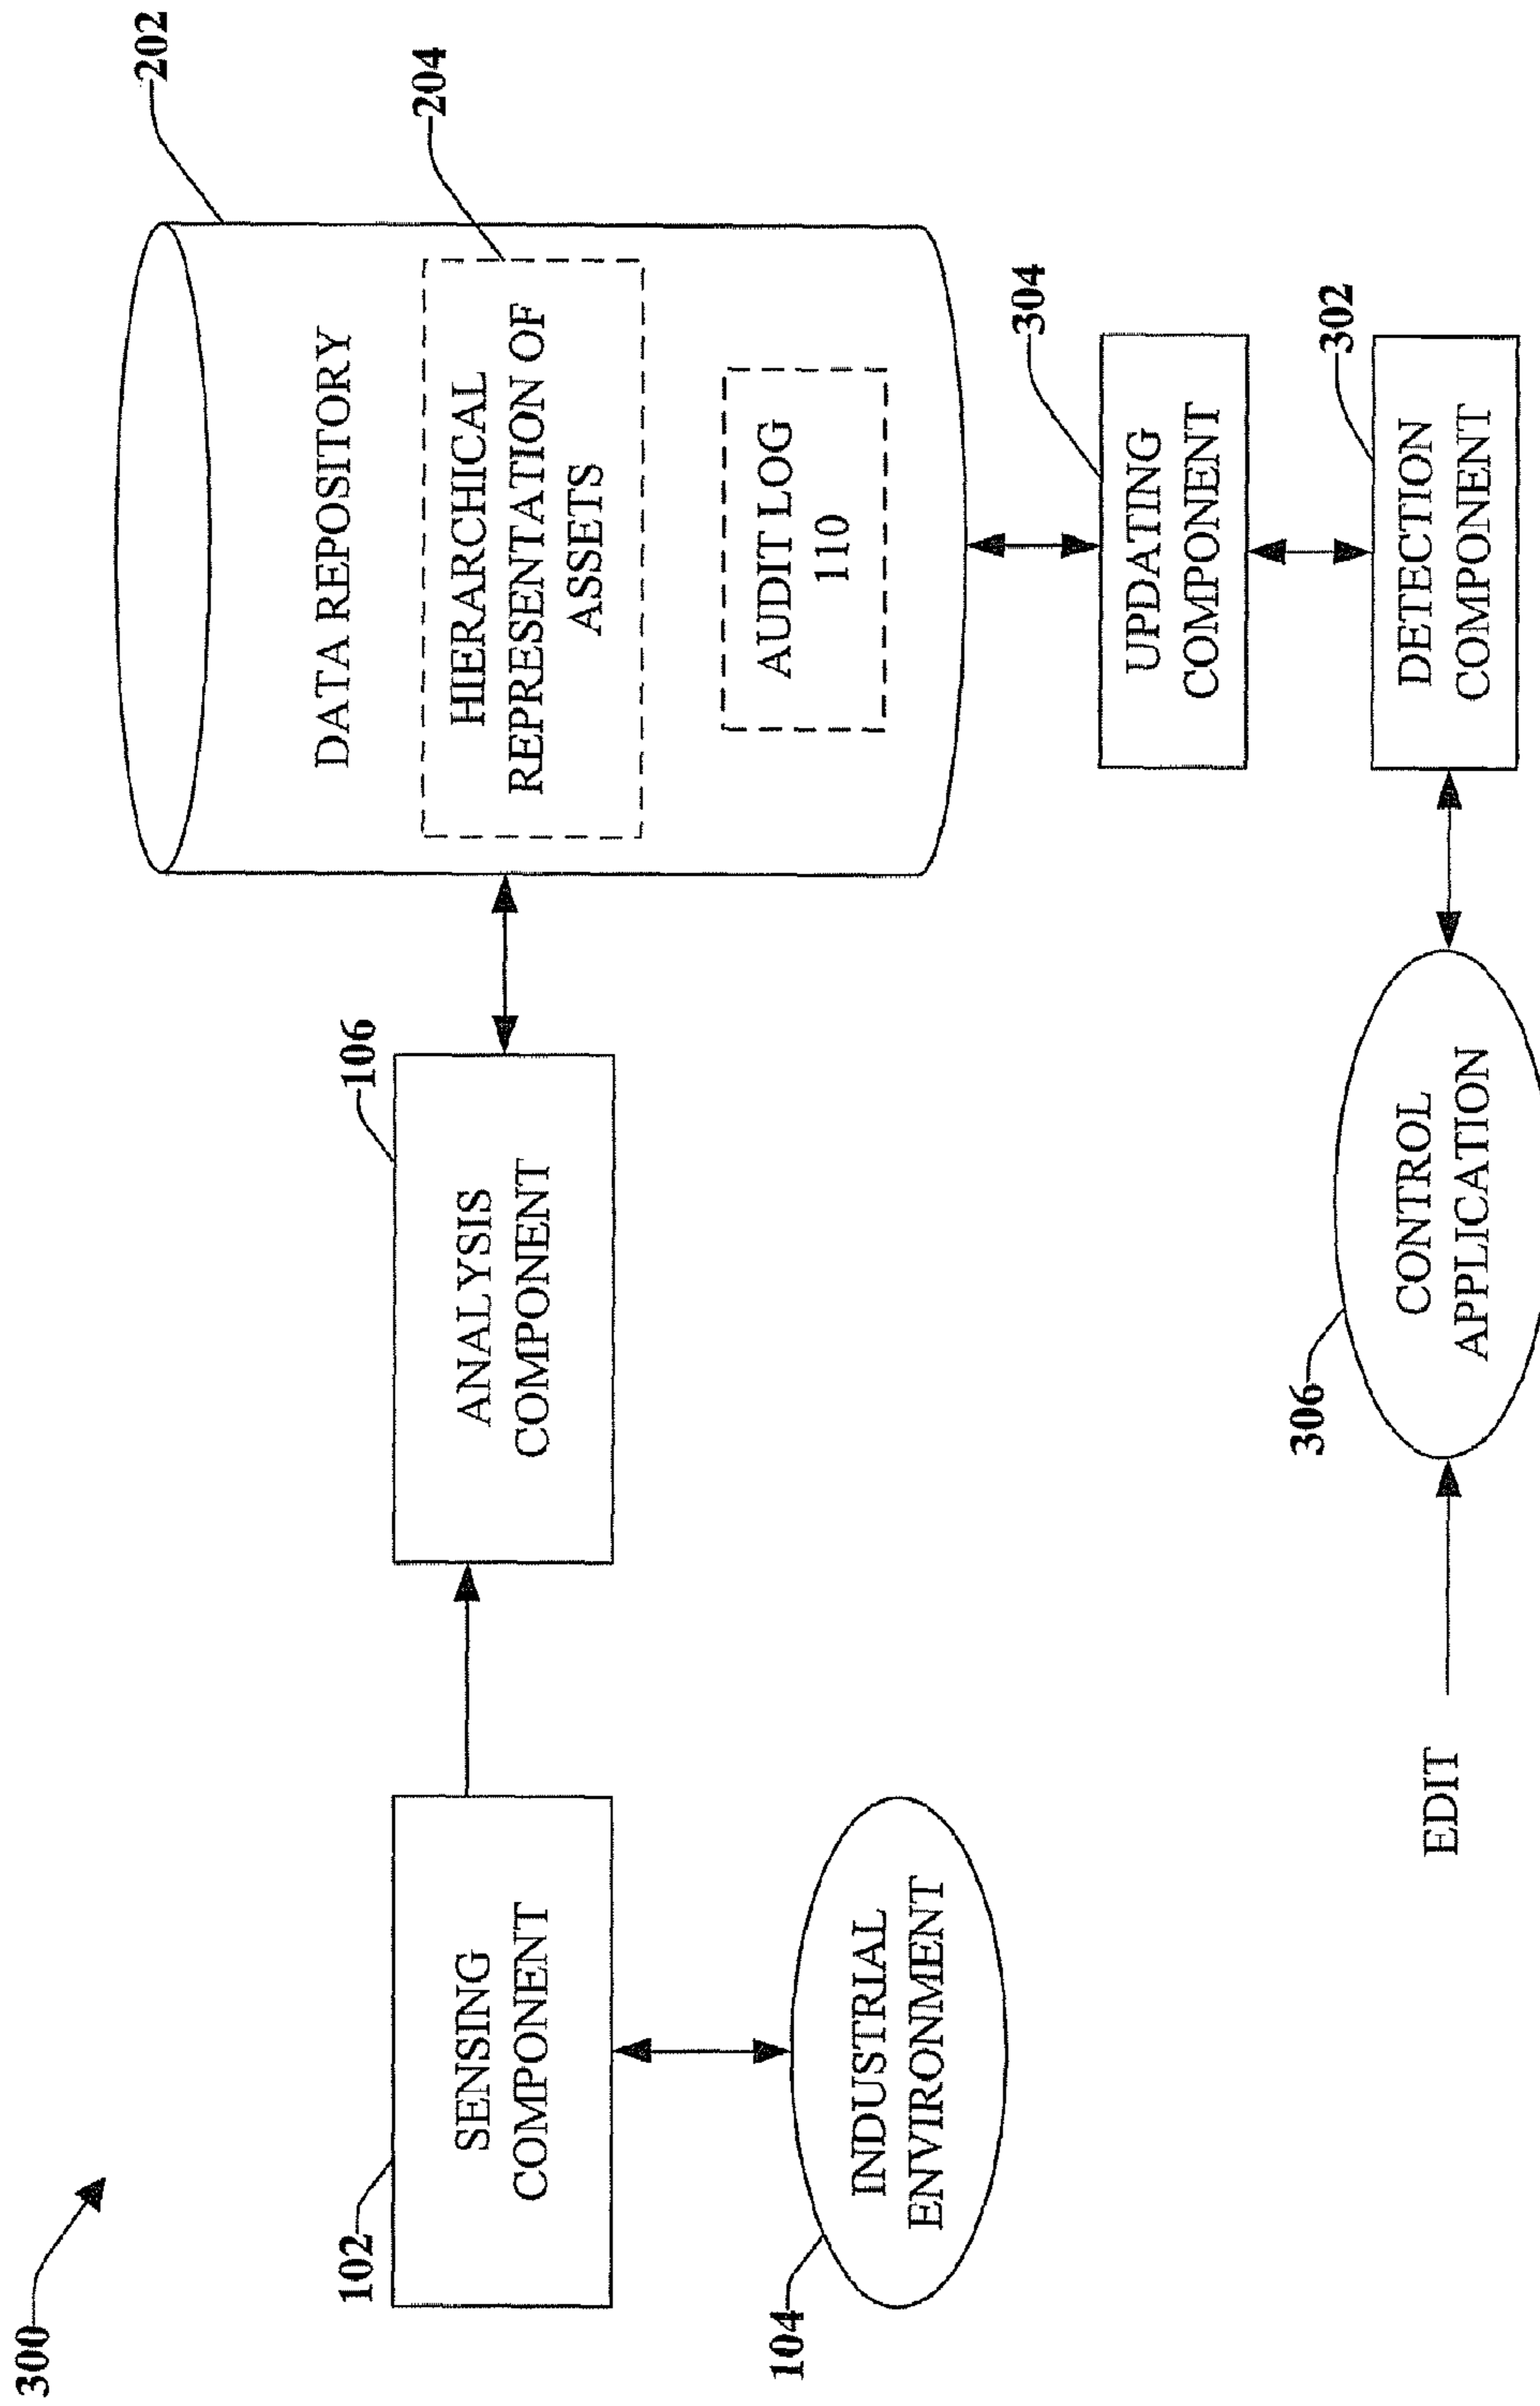 300
102
SENSING
COMPONENT
104
INDUSTRIAL
ENVIRONMENT
106
ANALYSIS
COMPONENT
202
DATA REPOSITORY
204
HIERARCHICAL
REPRESENTATION OF
ASSETS
AUDIT LOG
110
304
UPDATING
COMPONENT
302
DETECTION
COMPONENT
306
CONTROL
APPLICATION
EDIT